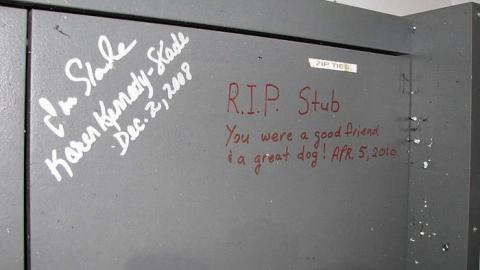 Slade
Karen Kennedy-Slade
Dec. 2, 2008
ZIP TIES
R.I.P. Stub
You were a good friend
& a great dog! APR. 5, 2010